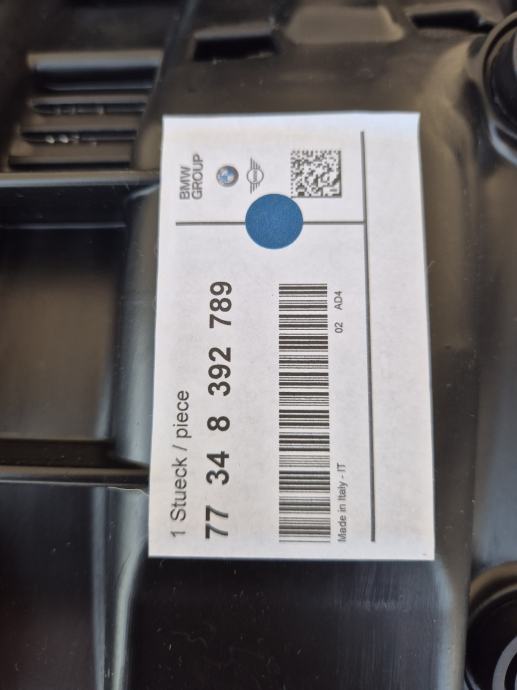 BMW
GROUP
1 Stueck / piece
77 34 8 392 789
02 AD4
Made in Italy - IT